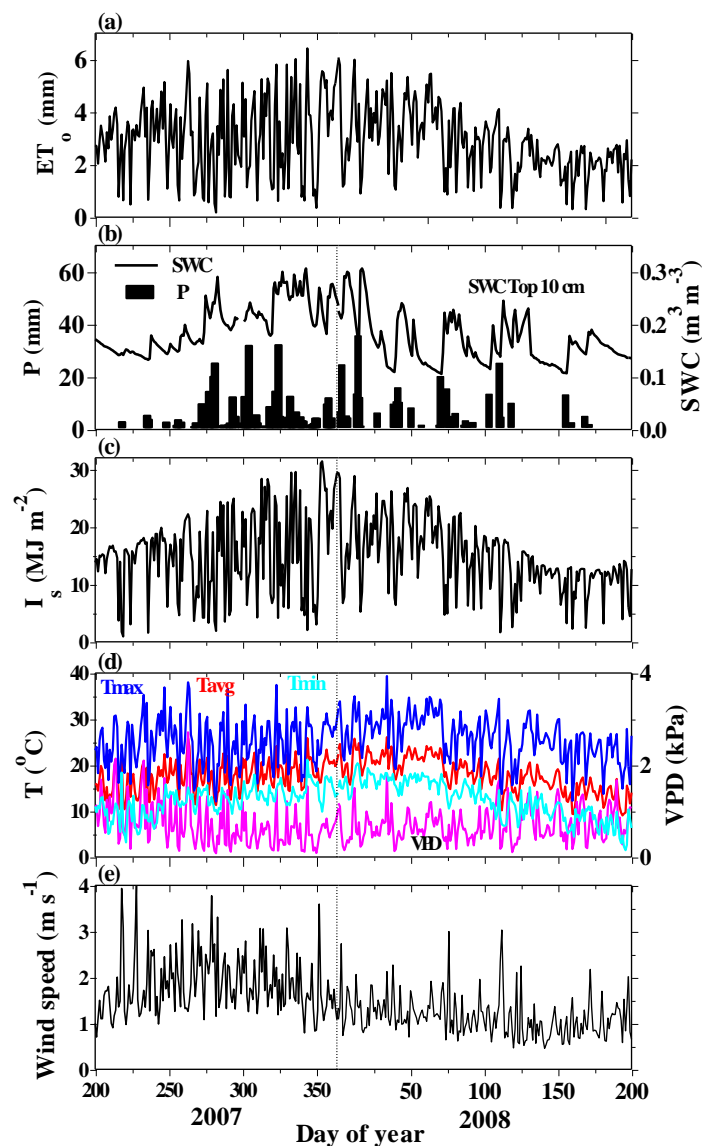 (a)
6
4
2
0
ET o (mm)
(b)
SWC
P
SWC Top 10 cm
60
40
20
0
P (mm)
0.3
0.2
0.1
0.0
SWC (m3 m-3)
(c)
30
20
10
0
I s (MJ m-2)
(d)
Tmax Tavg Tmin
40
30
20
10
0
T (oC)
4
2
0
VPD (kPa)
VPD
(e)
4
3
2
1
0
Wind speed (m s-1)
200 250 300 350 50 100 150 200
2007 2008
Day of year